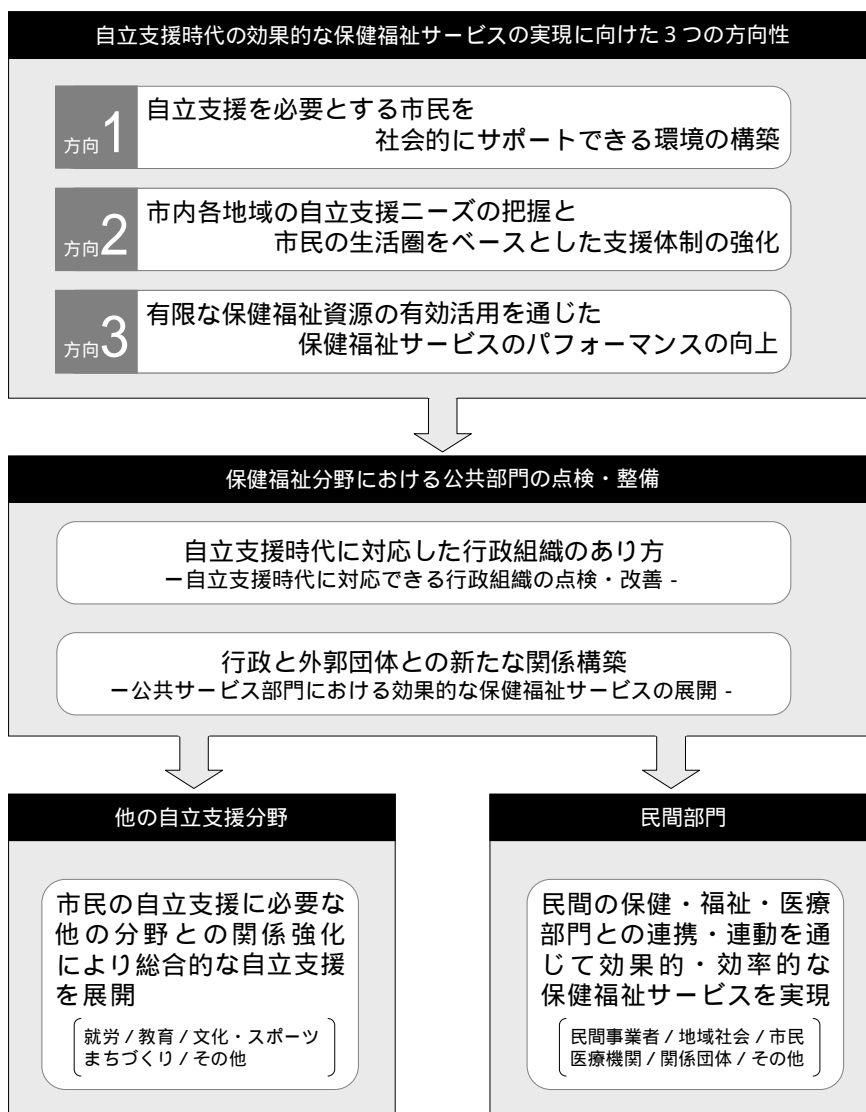 自立支援時代の効果的な保健福祉サービスの実現に向けた３つの方向性
方向1
自立支援を必要とする市民を
社会的にサポートできる環境の構築
方向2
市内各地域の自立支援ニーズの把握と
市民の生活圏をベースとした支援体制の強化
方向3
有限な保健福祉資源の有効活用を通じた
保健福祉サービスのパフォーマンスの向上
保健福祉分野における公共部門の点検・整備
自立支援時代に対応した行政組織のあり方
ー自立支援時代に対応できる行政組織の点検・改善 -
行政と外郭団体との新たな関係構築
ー公共サービス部門における効果的な保健福祉サービスの展開 -
他の自立支援分野
市民の自立支援に必要な
他の分野との関係強化
により総合的な自立支援
を展開
就労 / 教育 / 文化・スポーツ
まちづくり / その他
民間部門
民間の保健・福祉・医療
部門との連携・連動を通
じて効果的・効率的な
保健福祉サービスを実現
民間事業者 / 地域社会 / 市民
医療機関 / 関係団体 / その他